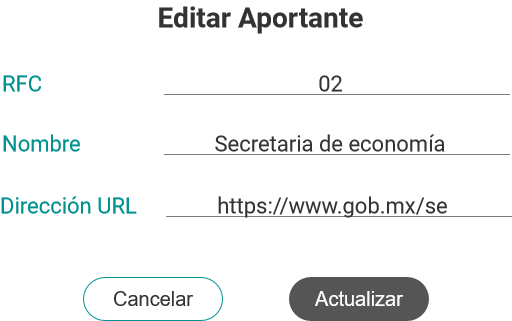 Editar Aportante
RFC 02
Nombre Secretaria de economía
Dirección URL https://www.gob.mx/se
Cancelar Actualizar